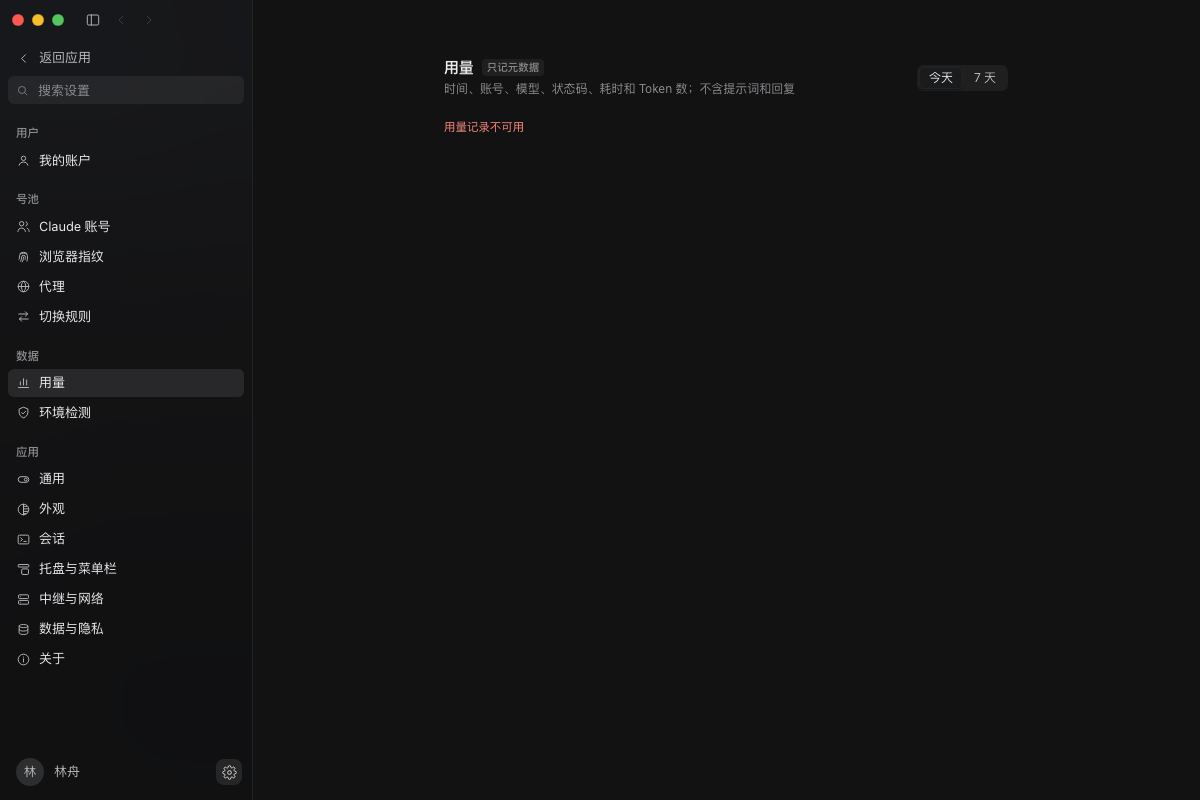 返回应用
搜索设置
用户
我的账户
号池
Claude 账号
浏览器指纹
代理
切换规则
数据
用量
环境检测
应用
通用
外观
会话
托盘与菜单栏
中继与网络
数据与隐私
关于
林 林舟
用量 只记元数据
时间、账号、模型、状态码、耗时和 Token 数；不含提示词和回复
今天 7 天
用量记录不可用